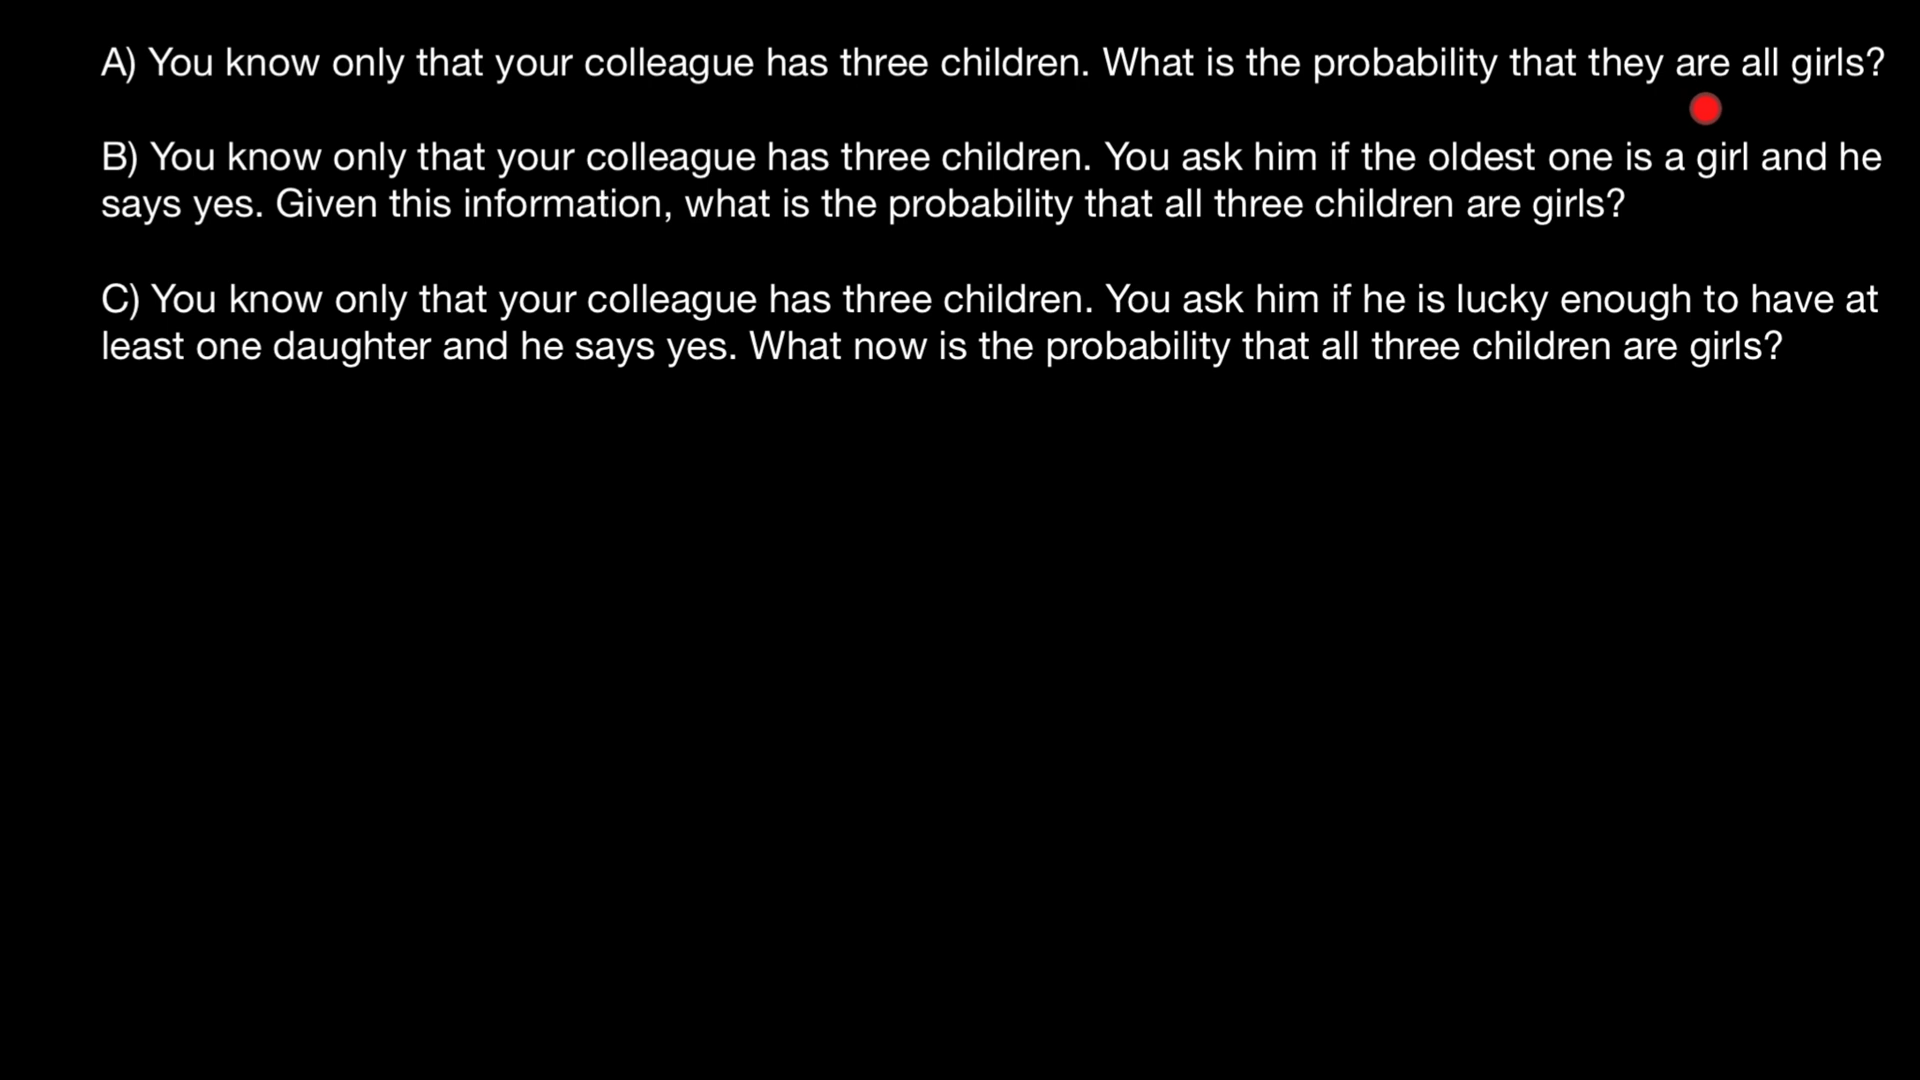 A) You know only that your colleague has three children. What is the probability that they are all girls?
B) You know only that your colleague has three children. You ask him if the oldest one is a girl and he
says yes. Given this information, what is the probability that all three children are girls?
C) You know only that your colleague has three children. You ask him if he is lucky enough to have at
least one daughter and he says yes. What now is the probability that all three children are girls?